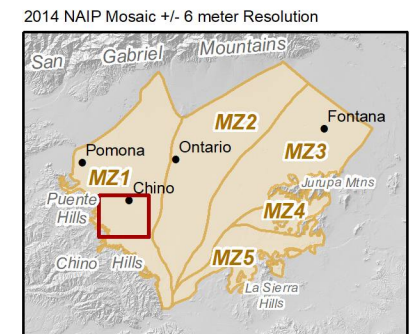 2014 NAIP Mosaic +/- 6 meter Resolution
San Gabriel Mountains
MZ2
Fontana
Pomona
Ontario
MZ3
MZ1
Chino
Jurupa Mtns
Puente
Hills
MZ4
Chino Hills
MZ5
La Sierra
Hills